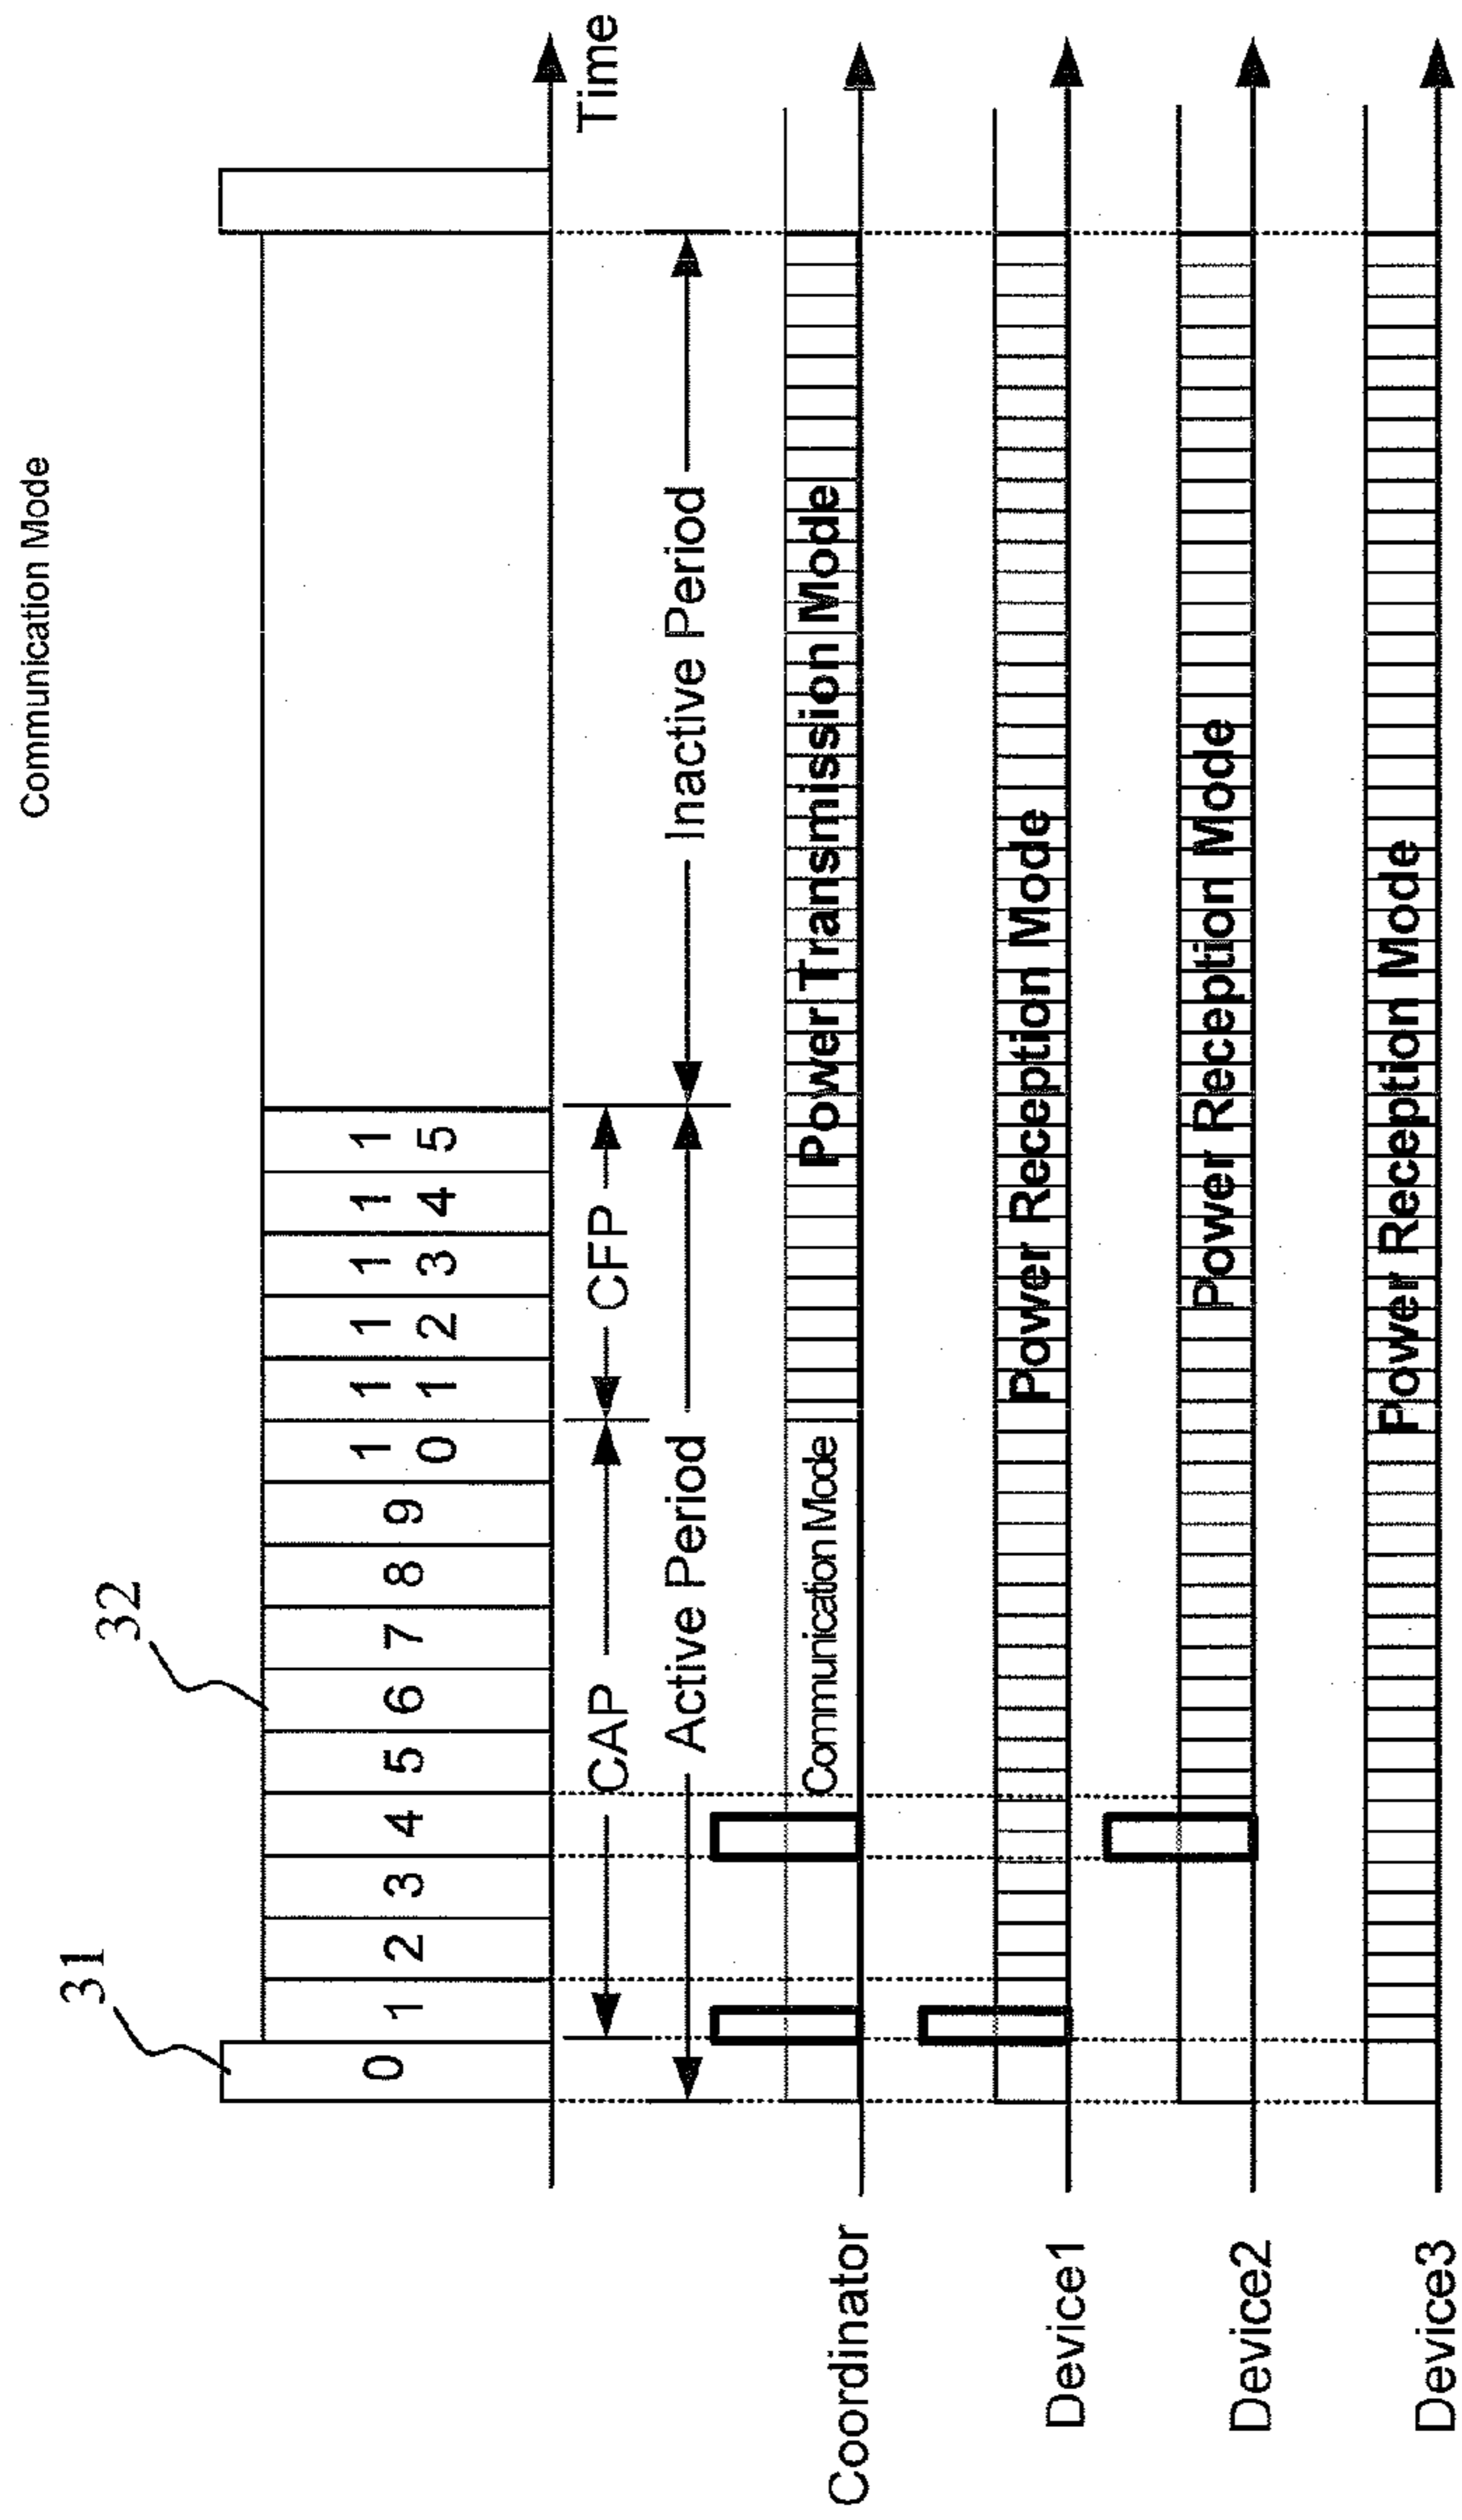 Communication Mode
31
32
0
1
2
3
4
5
6
7
8
9
10
11
12
13
14
15
Time
CAP
CFP
Active Period
Inactive Period
Coordinator
Communication Mode
Power Transmission Mode
Device1
Power Reception Mode
Device2
Power Reception Mode
Device3
Power Reception Mode